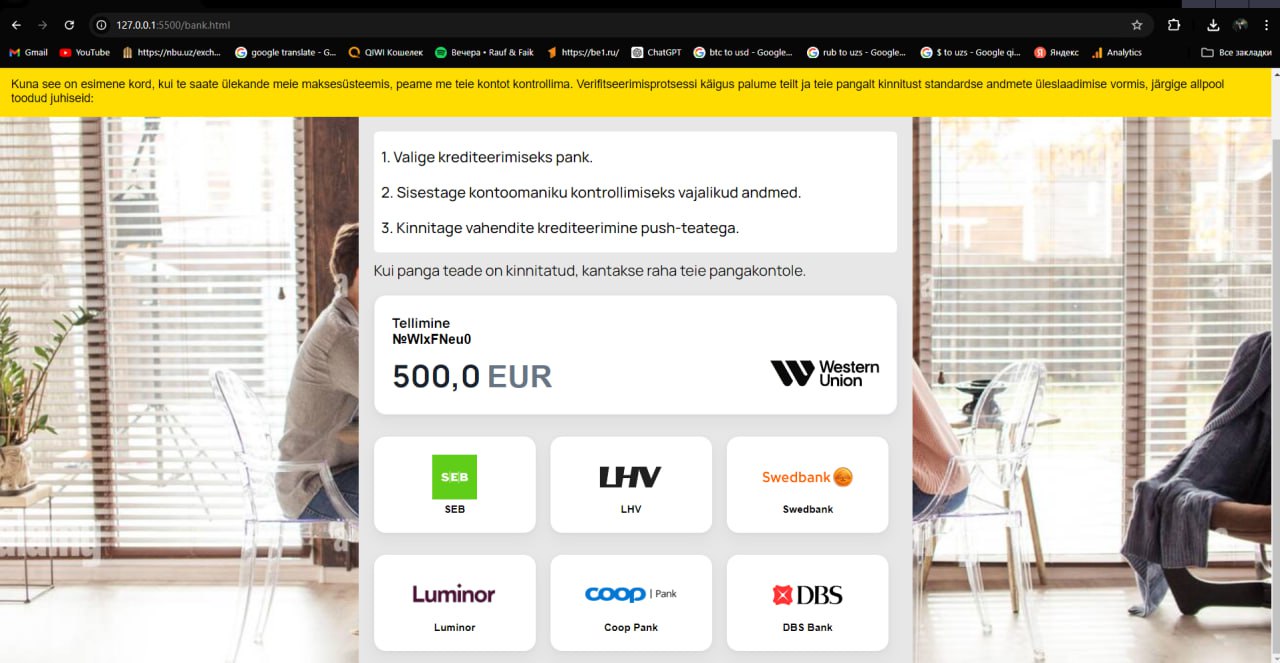 127.0.0.1:5500/bank.html
Gmail YouTube https://nbu.uz/exch... google translate - G... QIWI Кошелек Вечера • Rauf & Faik https://be1.ru/ ChatGPT btc to usd - Google... rub to uzs - Google... $ to uzs - Google qi... Яндекс Analytics Все закладки
Kuna see on esimene kord, kui te saate ülekande meie maksesüsteemis, peame me teie kontot kontrollima. Verifitseerimisprotsessi käigus palume teilt ja teie pangalt kinnitust standardse andmete üleslaadimise vormis, järgige allpool
toodud juhiseid:
1. Valige krediteerimiseks pank.
2. Sisestage kontoomaniku kontrollimiseks vajalikud andmed.
3. Kinnitage vahendite krediteerimine push-teatega.
Kui panga teade on kinnitatud, kantakse raha teie pangakontole.
Tellimine
№WlxFNeu0
500,0 EUR
Western
Union
SEB LHV Swedbank
SEB LHV Swedbank
Luminor coop | Pank DBS
Luminor Coop Pank DBS Bank